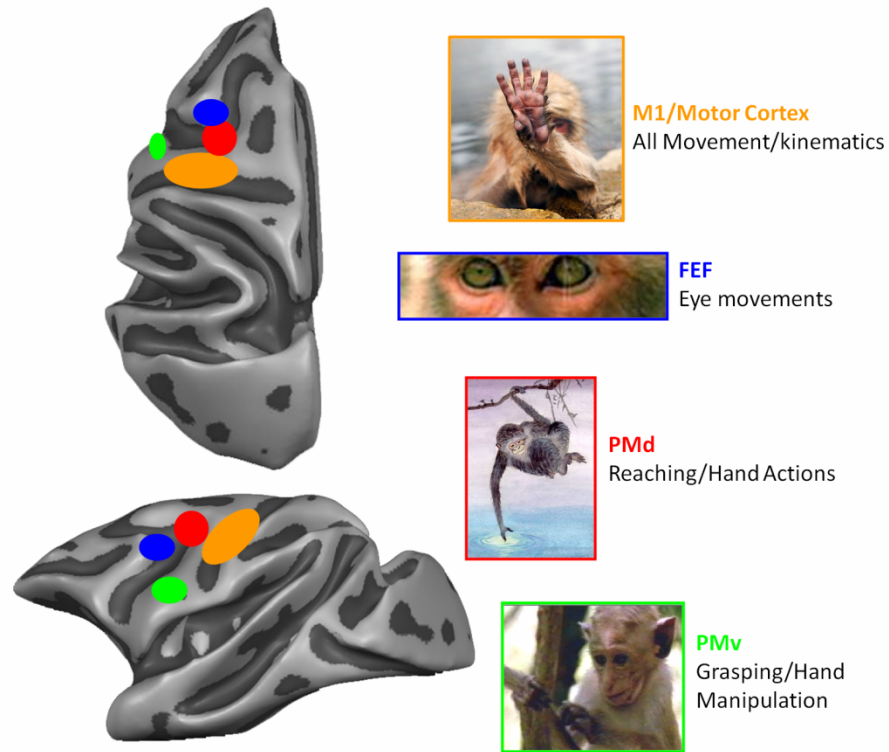 M1/Motor Cortex
All Movement/kinematics
FEF
Eye movements
PMd
Reaching/Hand Actions
PMv
Grasping/Hand
Manipulation